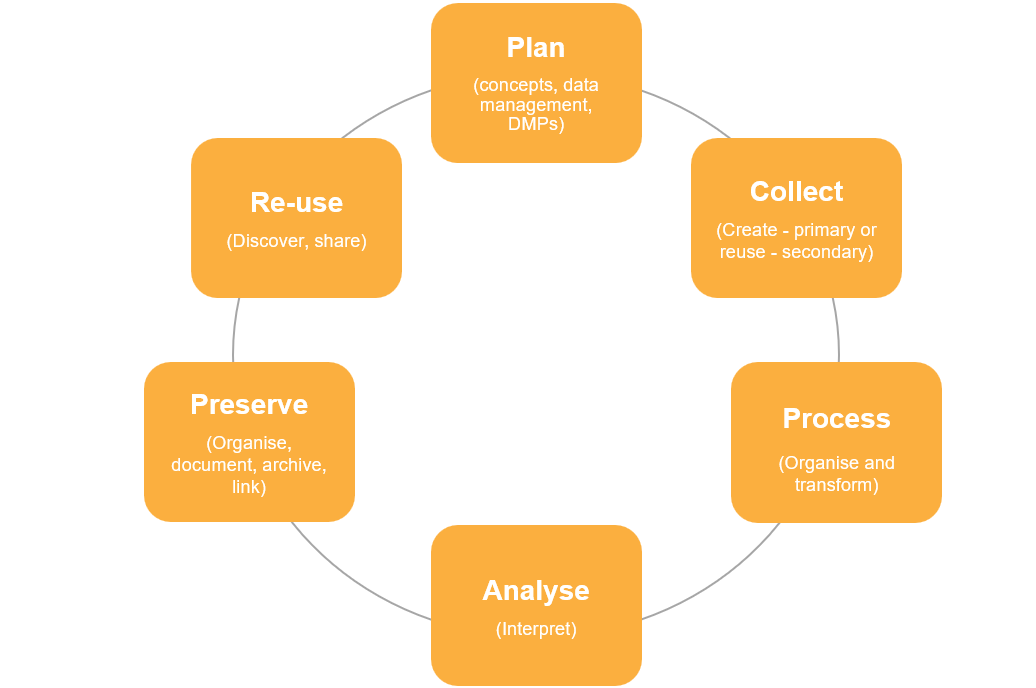 Plan
(concepts, data
management,
DMPs)
Collect
(Create - primary or
reuse - secondary)
Process
(Organise and
transform)
Analyse
(Interpret)
Preserve
(Organise,
document, archive,
link)
Re-use
(Discover, share)